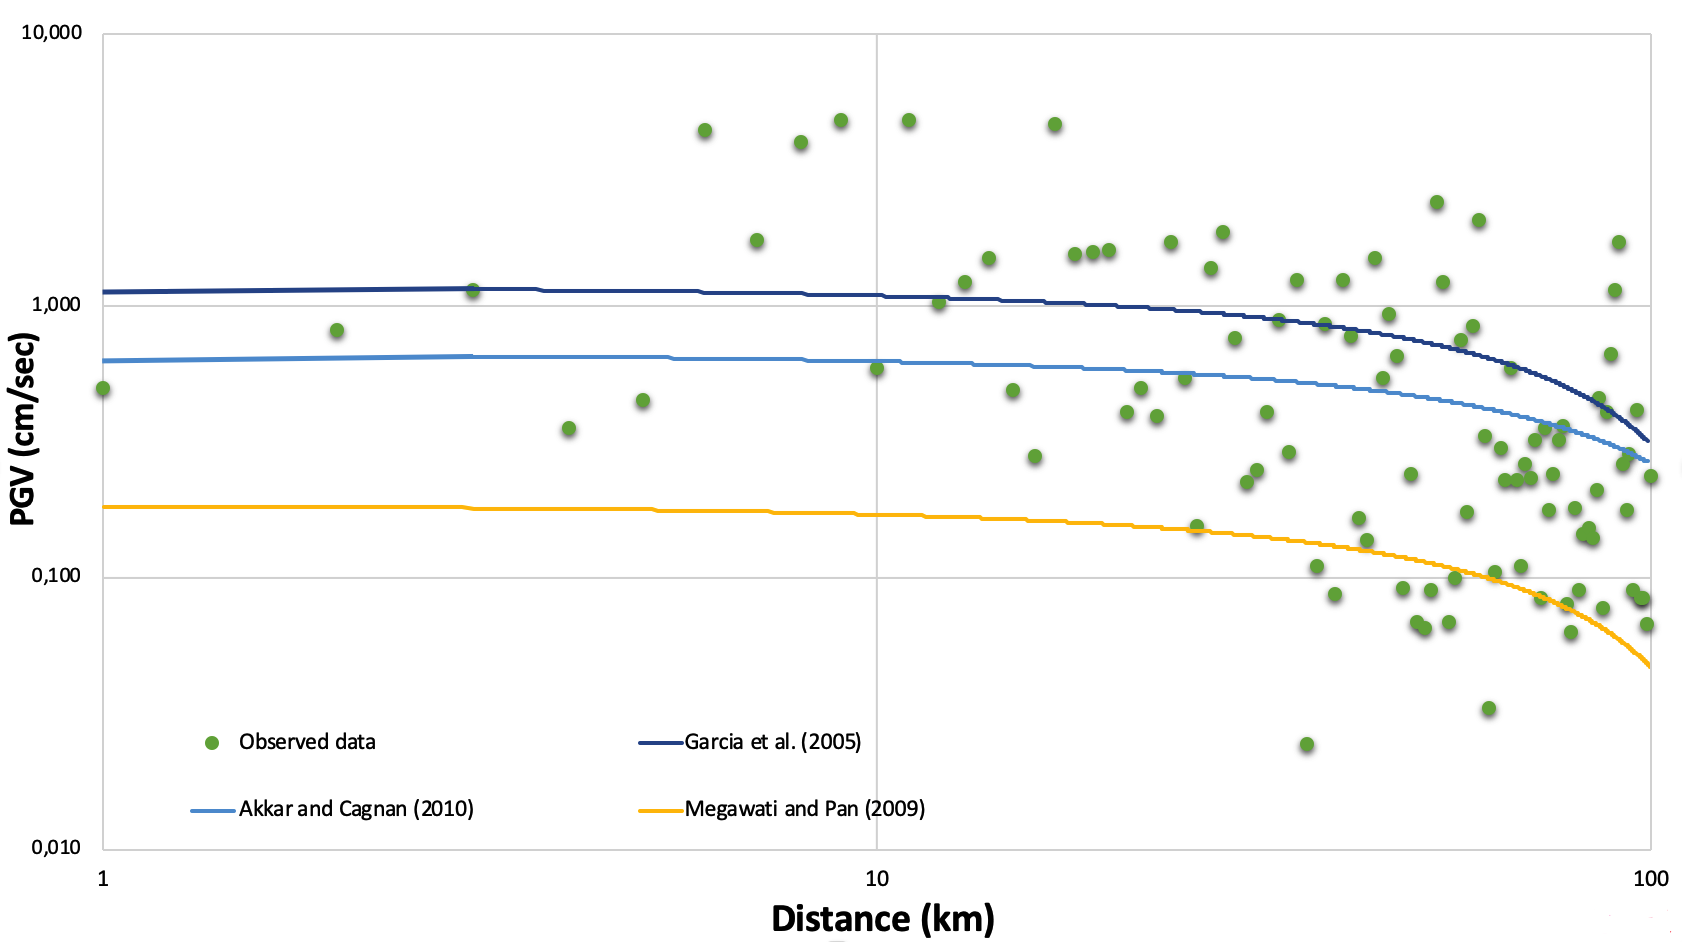 10,000
1,000
0,100
0,010
PGV (cm/sec)
Observed data
Garcia et al. (2005)
Akkar and Cagnan (2010)
Megawati and Pan (2009)
1
10
100
Distance (km)